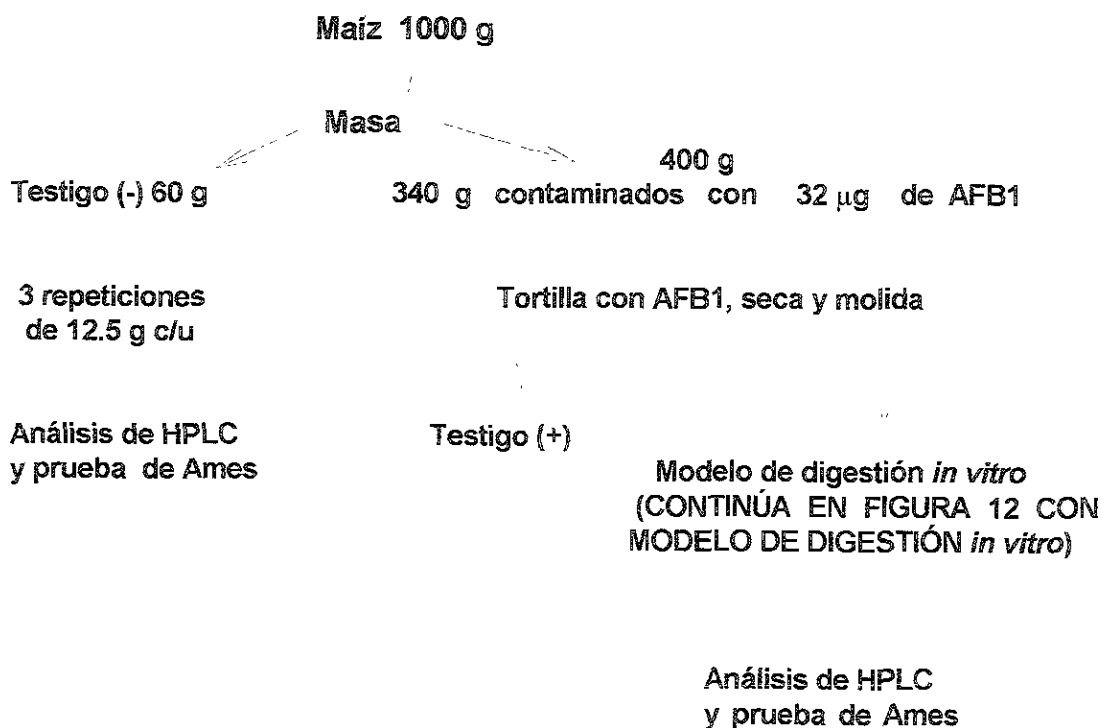 Maíz 1000 g
Masa
400 g
Testigo (-) 60 g 340 g contaminados con 32 µg de AFB1
3 repeticiones
de 12.5 g c/u
Tortilla con AFB1, seca y molida
Análisis de HPLC
y prueba de Ames
Testigo (+)
Modelo de digestión in vitro
(CONTINÚA EN FIGURA 12 CON
MODELO DE DIGESTIÓN in vitro)
Análisis de HPLC
y prueba de Ames